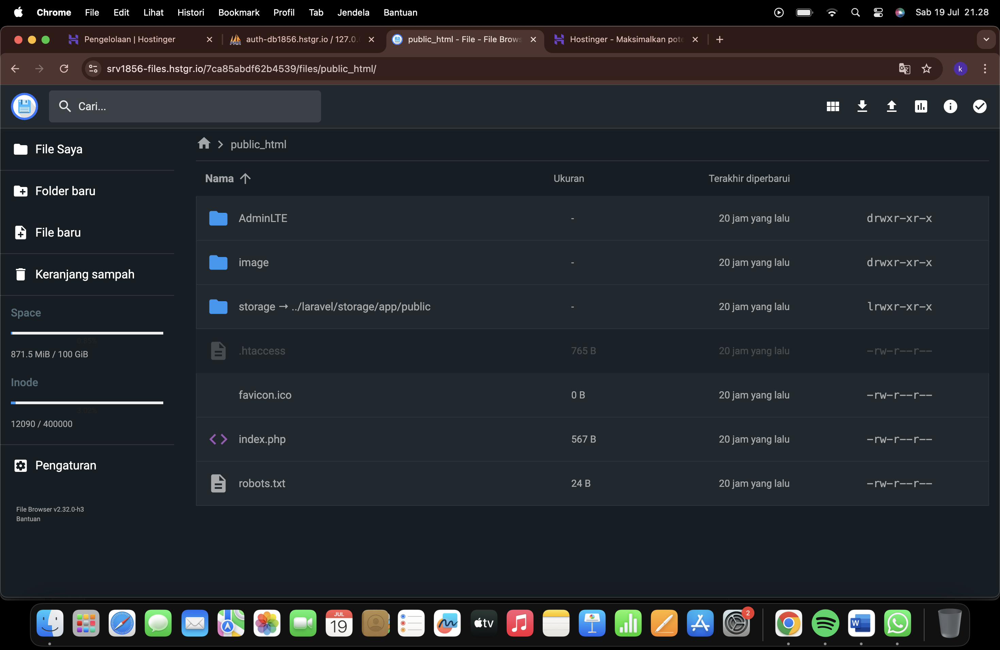 Chrome File Edit Lihat Histori Bookmark Profil Tab Jendela Bantuan Sab 19 Jul 21.28
Pengelolaan | Hostinger auth-db1856.hstgr.io / 127.0. public_html - File - File Brows Hostinger - Maksimalkan pote
srv1856-files.hstgr.io/7ca85abdf62b4539/files/public_html/ k
Cari...
File Saya
Folder baru
File baru
Keranjang sampah
Space
0.85%
871.5 MiB / 100 GiB
Inode
3.02%
12090 / 400000
Pengaturan
File Browser v2.32.0-h3
Bantuan
public_html
Nama Ukuran Terakhir diperbarui
AdminLTE - 20 jam yang lalu drwxr-xr-x
image - 20 jam yang lalu drwxr-xr-x
storage → ../laravel/storage/app/public - 20 jam yang lalu lrwxr-xr-x
.htaccess 765 B 20 jam yang lalu -rw-r--r--
favicon.ico 0 B 20 jam yang lalu -rw-r--r--
index.php 567 B 20 jam yang lalu -rw-r--r--
robots.txt 24 B 20 jam yang lalu -rw-r--r--
JUL
19
tv
2
W